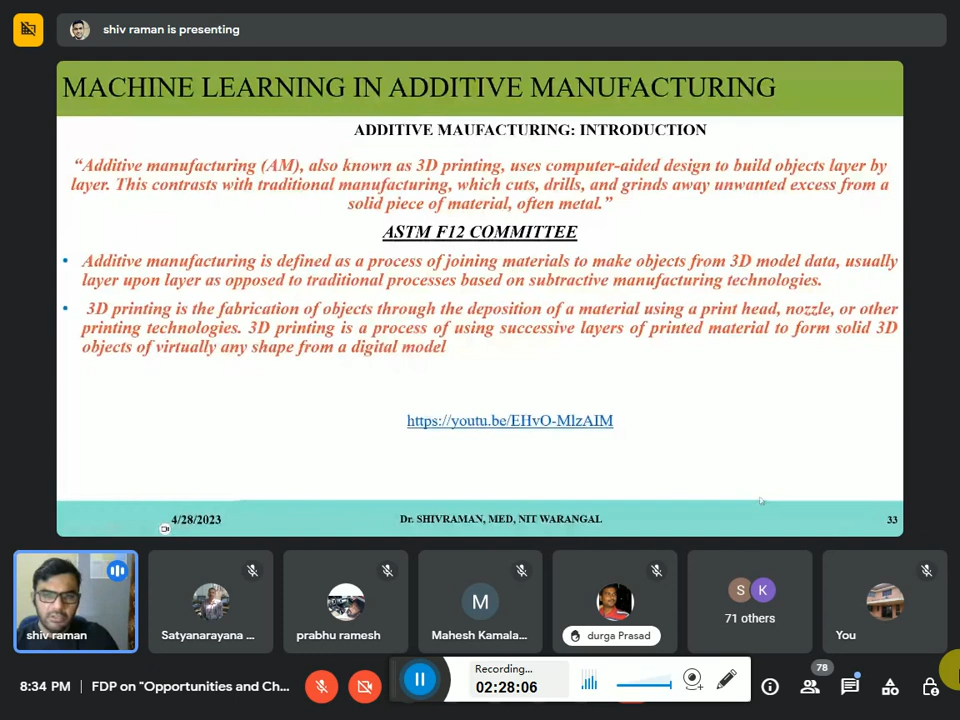 shiv raman is presenting
MACHINE LEARNING IN ADDITIVE MANUFACTURING
ADDITIVE MAUFACTURING: INTRODUCTION
“Additive manufacturing (AM), also known as 3D printing, uses computer-aided design to build objects layer by
layer. This contrasts with traditional manufacturing, which cuts, drills, and grinds away unwanted excess from a
solid piece of material, often metal.”
ASTM F12 COMMITTEE
• Additive manufacturing is defined as a process of joining materials to make objects from 3D model data, usually
layer upon layer as opposed to traditional processes based on subtractive manufacturing technologies.
• 3D printing is the fabrication of objects through the deposition of a material using a print head, nozzle, or other
printing technologies. 3D printing is a process of using successive layers of printed material to form solid 3D
objects of virtually any shape from a digital model
https://youtu.be/EHvO-MlzAIM
4/28/2023 Dr. SHIVRAMAN, MED, NIT WARANGAL 33
M S K
71 others
shiv raman Satyanarayana ... prabhu ramesh Mahesh Kamala... durga Prasad You
Recording...
02:28:06
78
8:34 PM | FDP on "Opportunities and Ch...